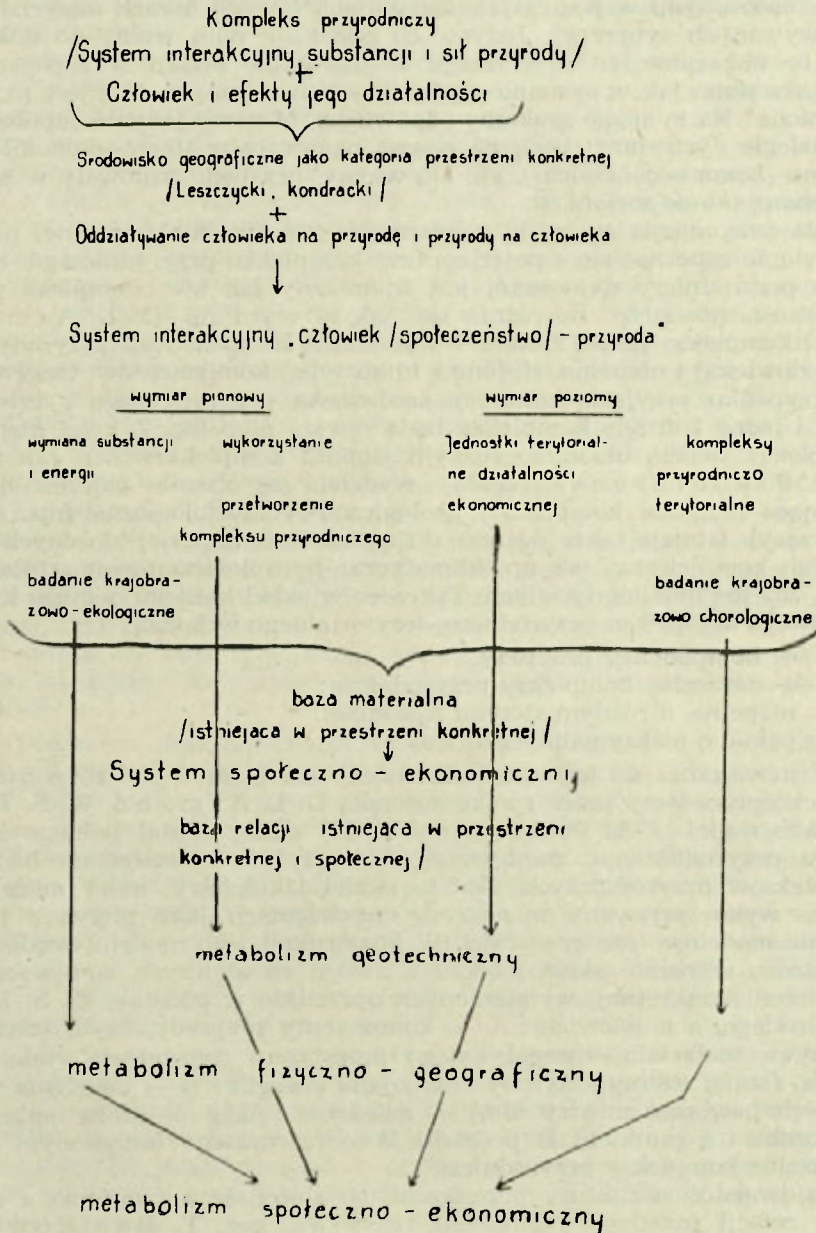 Kompleks przyrodniczy
/System interakcyjny substancji i sił przyrody/
+
Człowiek i efekty jego działalności
Srodowisko geograficzne jako kategoria przestrzeni konkretnej
/Leszczycki, kondracki/
+
Oddziaływanie człowieka na przyrodę i przyrody na człowieka
System interakcyjny „człowiek /społeczeństwo/ - przyroda"
wymiar pionowy
wymiar poziomy
wymiana substancji
i energii
wykorzystanie
przetworzenie
kompleksu przyrodniczego
Jednostki terytorial-
ne działalności
ekonomicznej
kompleksy
przyrodniczo
terytorialne
badanie krajobra-
zowo-ekologiczne
badanie krajobra-
zowo chorologiczne
baza materialna
/istniejaca w przestrzeni konkretnej/
System społeczno - ekonomiczny
baza relacji istniejaca w przestrzeni
konkretnej i społecznej/
metabolizm geotechniczny
metabolizm fizyczno - geograficzny
metabolizm społeczno - ekonomiczny